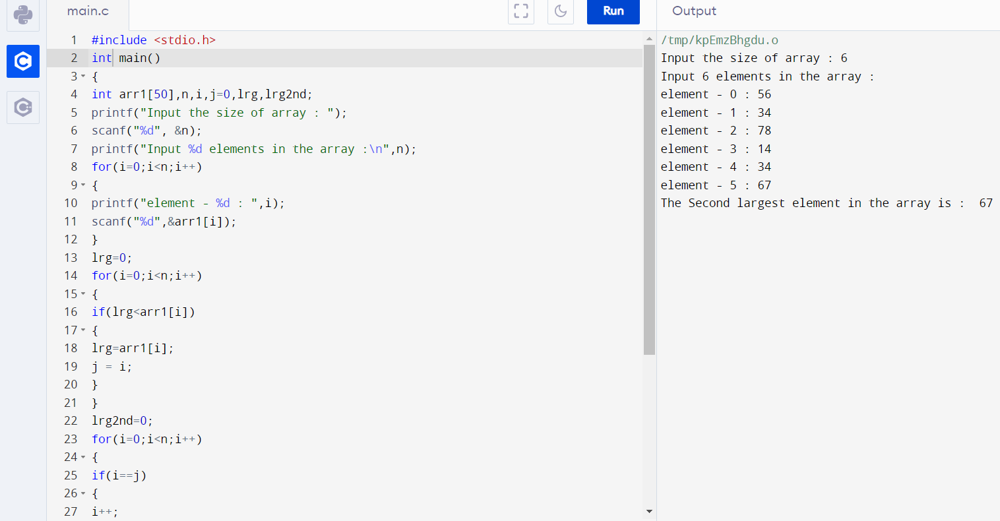 main.c
Run
Output
1 #include <stdio.h>
2 int main()
3 {
4 int arr1[50],n,i,j=0,lrg,lrg2nd;
5 printf("Input the size of array : ");
6 scanf("%d", &n);
7 printf("Input %d elements in the array :\n",n);
8 for(i=0;i<n;i++)
9 {
10 printf("element - %d : ",i);
11 scanf("%d",&arr1[i]);
12 }
13 lrg=0;
14 for(i=0;i<n;i++)
15 {
16 if(lrg<arr1[i])
17 {
18 lrg=arr1[i];
19 j = i;
20 }
21 }
22 lrg2nd=0;
23 for(i=0;i<n;i++)
24 {
25 if(i==j)
26 {
27 i++;
/tmp/kpEmzBhgdu.o
Input the size of array : 6
Input 6 elements in the array :
element - 0 : 56
element - 1 : 34
element - 2 : 78
element - 3 : 14
element - 4 : 34
element - 5 : 67
The Second largest element in the array is :  67